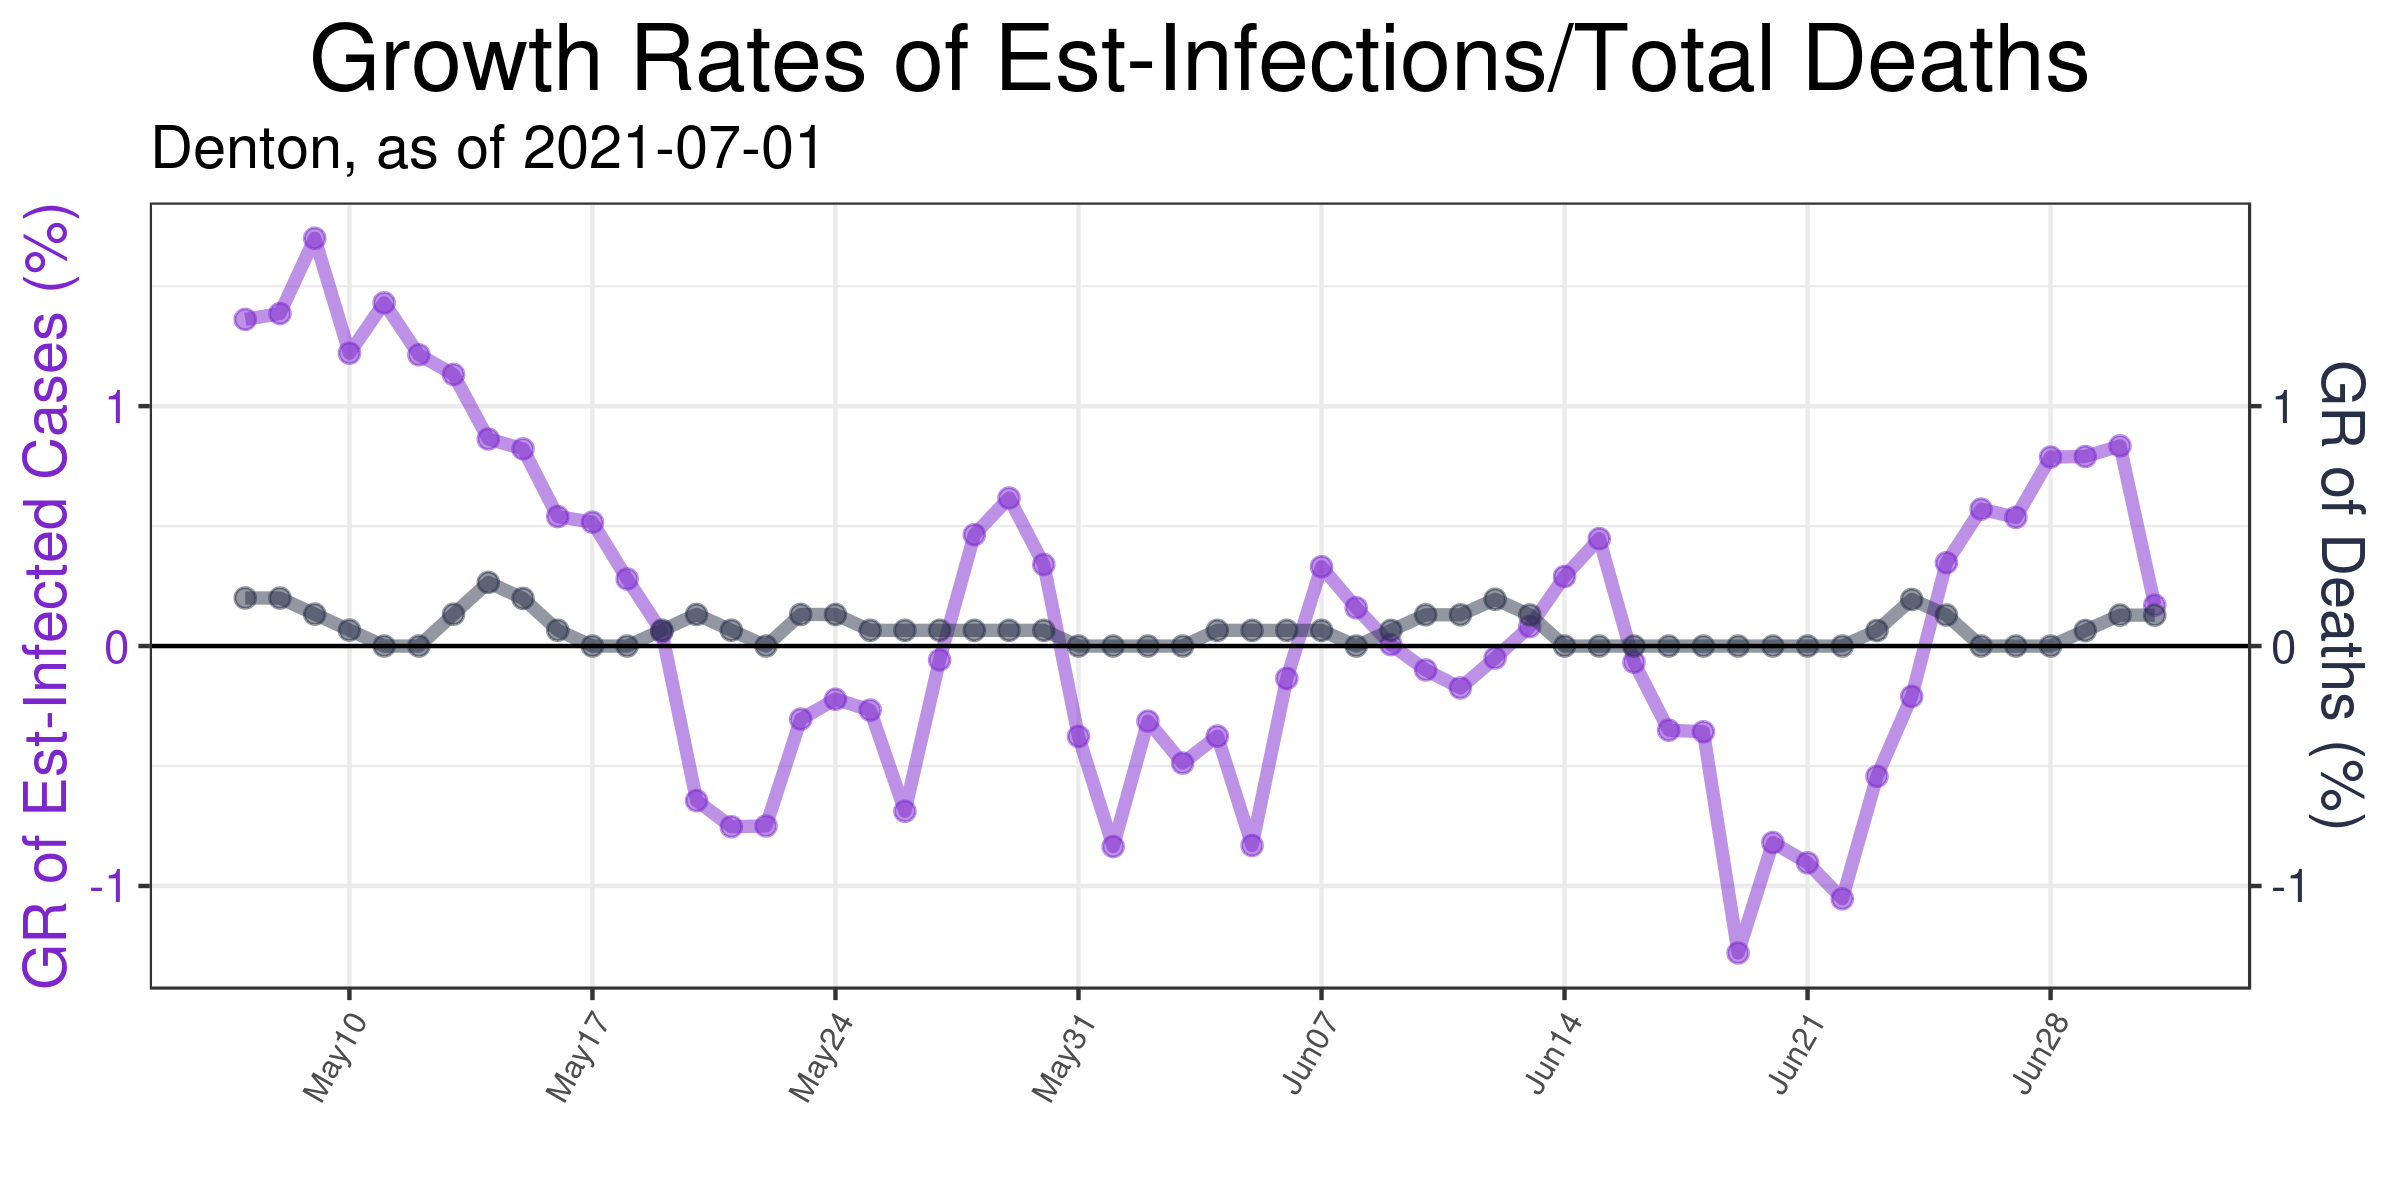 Growth Rates of Est-Infections/Total Deaths
Denton, as of 2021-07-01
GR of Est-Infected Cases (%)
1
0
-1
1
0
-1
GR of Deaths (%)
May10
May17
May24
May31
Jun07
Jun14
Jun21
Jun28